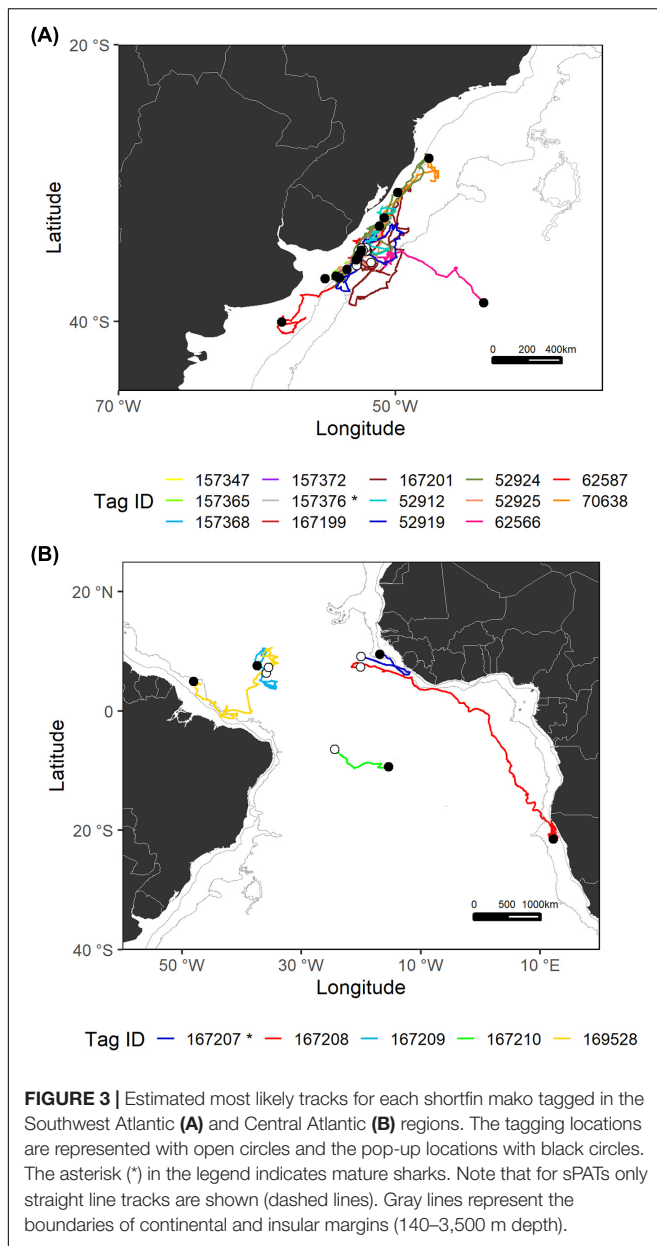 (A)
20 °S
Latitude
40 °S
0 200 400km
70 °W 50 °W
Longitude
Tag ID
157347 157372 167201 52924 62587
157365 157376 * 52912 52925 70638
157368 167199 52919 62566
(B)
20 °N
0
Latitude
20 °S
40 °S
0 500 1000km
50 °W 30 °W 10 °W 10 °E
Longitude
Tag ID 167207 * 167208 167209 167210 169528
FIGURE 3 | Estimated most likely tracks for each shortfin mako tagged in the
Southwest Atlantic (A) and Central Atlantic (B) regions. The tagging locations
are represented with open circles and the pop-up locations with black circles.
The asterisk (*) in the legend indicates mature sharks. Note that for sPATs only
straight line tracks are shown (dashed lines). Gray lines represent the
boundaries of continental and insular margins (140–3,500 m depth).